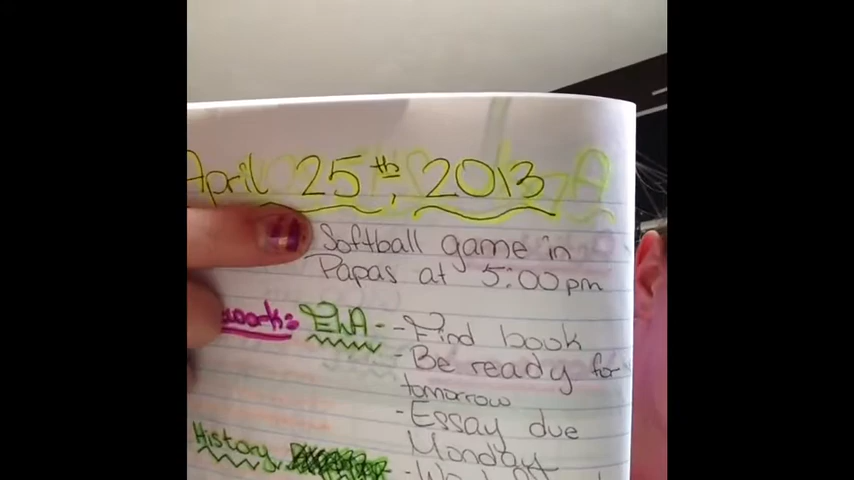 April 25th, 2013
Softball game in
Papas at 5:00 pm
work: ELA - - Find book
- Be ready for
tomorrow
- Essay due
Monday
History